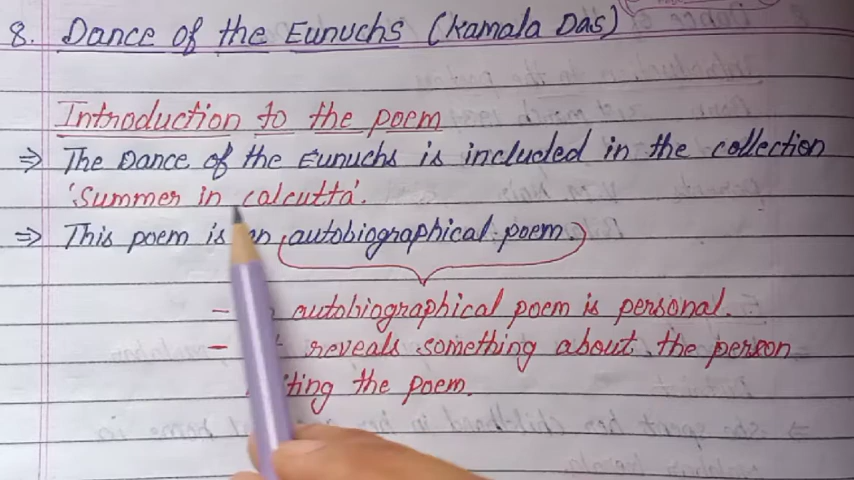 8. Dance of the Eunuchs (Kamala Das)
Introduction to the poem
⇒ The Dance of the Eunuchs is included in the collection
'Summer in calcutta'.
⇒ This poem is an autobiographical poem.
- autobiographical poem is personal.
- reveals something about the person
the poem.